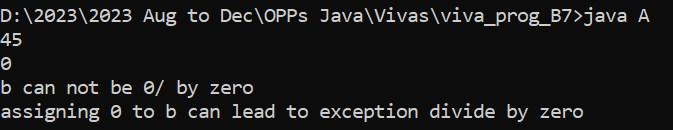 D:\2023\2023 Aug to Dec\OPPs Java\Vivas\viva_prog_B7>java A
45
0
b can not be 0/ by zero
assigning 0 to b can lead to exception divide by zero